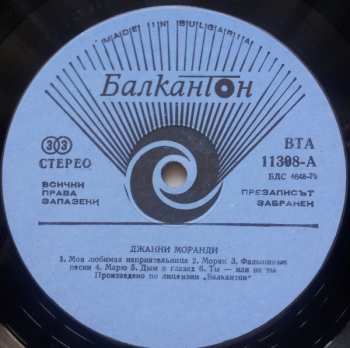 MADE IN BULGARIA
Балкантон
33
СТЕРЕО
ВТА
11308-А
БДС 4648-75
ВСИЧКИ
ПРАВА
ЗАПАЗЕНИ
ПРЕЗАПИСЪТ
ЗАБРАНЕН
ДЖАННИ МОРАНДИ
1. Моя любимая неприятельница 2. Моряк 3. Фальшивые
песни 4. Марю 5. Дым в глазах 6. Ты — или не ты
Произведено по лицензии „Балкантон“